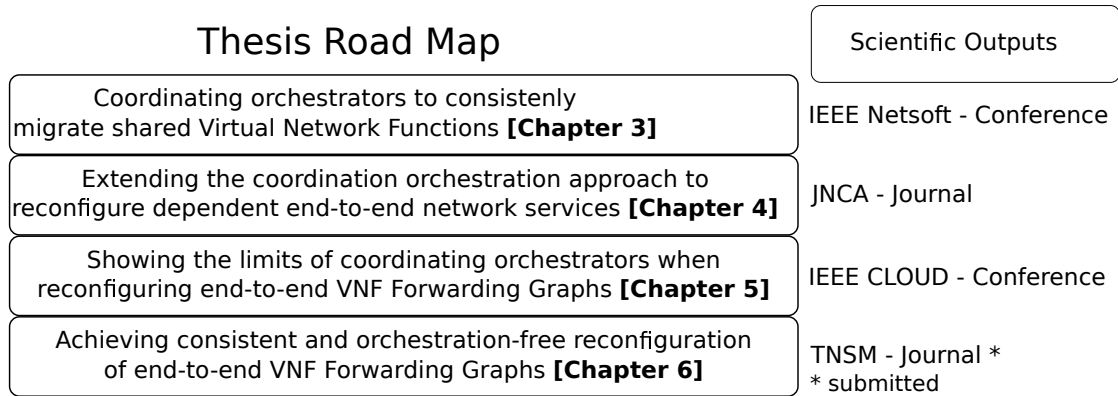 Thesis Road Map
Scientific Outputs
Coordinating orchestrators to consistenly
migrate shared Virtual Network Functions [Chapter 3]
IEEE Netsoft - Conference
Extending the coordination orchestration approach to
reconfigure dependent end-to-end network services [Chapter 4]
JNCA - Journal
Showing the limits of coordinating orchestrators when
reconfiguring end-to-end VNF Forwarding Graphs [Chapter 5]
IEEE CLOUD - Conference
Achieving consistent and orchestration-free reconfiguration
of end-to-end VNF Forwarding Graphs [Chapter 6]
TNSM - Journal *
* submitted